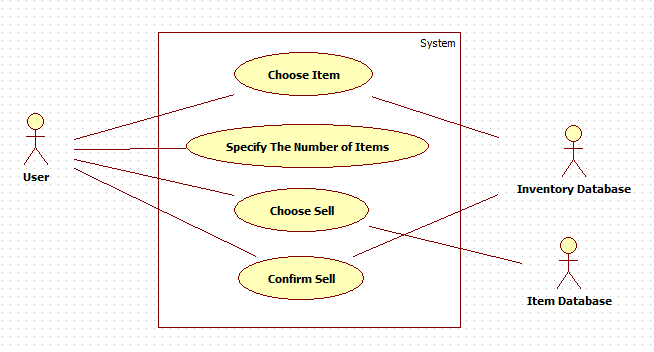 System
Choose Item
User
Specify The Number of Items
Inventory Database
Choose Sell
Confirm Sell
Item Database